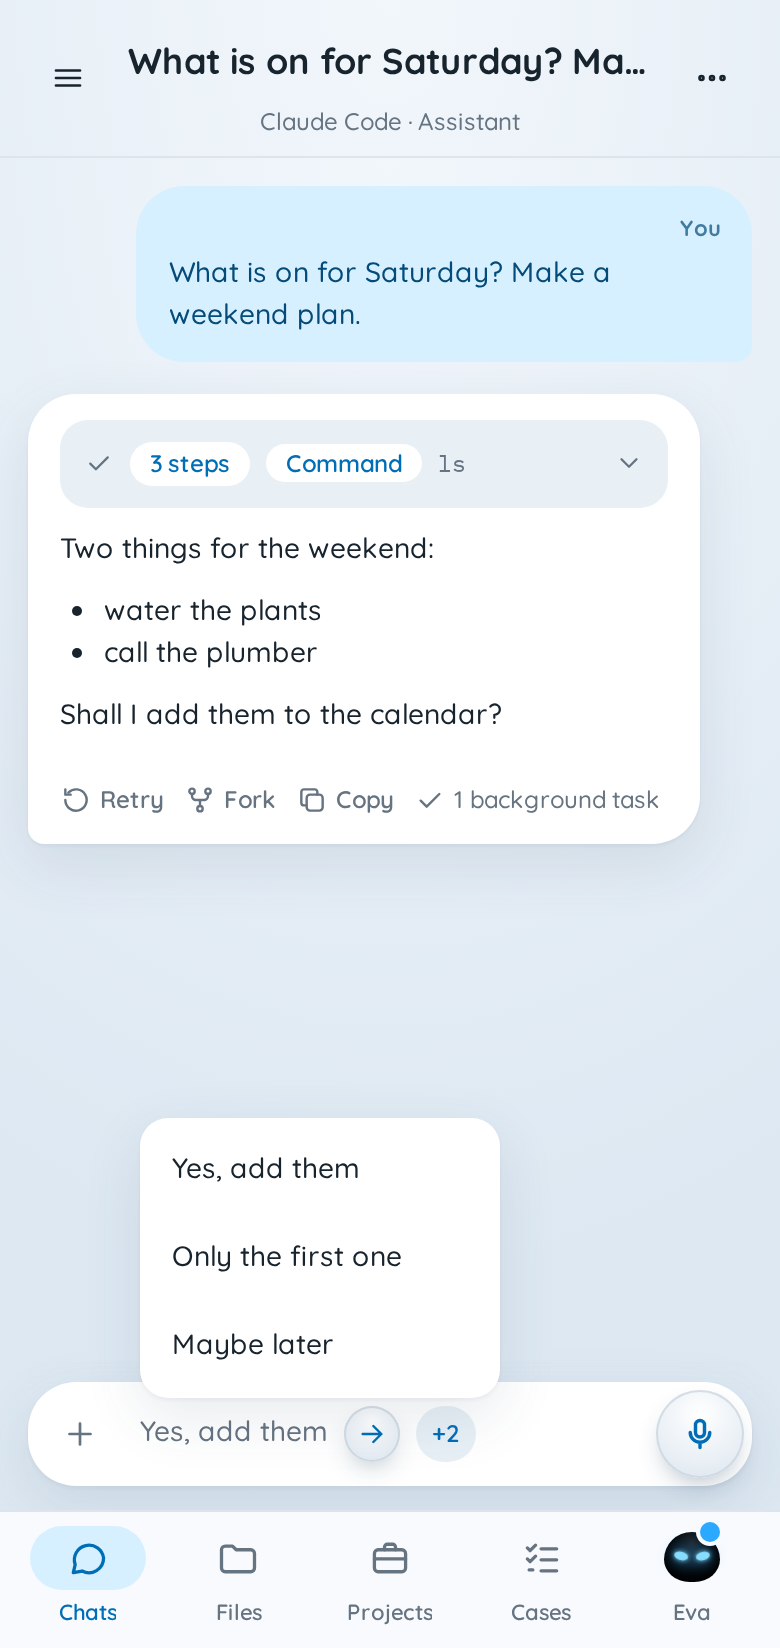 What is on for Saturday? Ma...
Claude Code · Assistant
You
What is on for Saturday? Make a
weekend plan.
3 steps Command ls
Two things for the weekend:
• water the plants
• call the plumber
Shall I add them to the calendar?
Retry Fork Copy 1 background task
Yes, add them
Only the first one
Maybe later
Yes, add them +2
Chats Files Projects Cases Eva